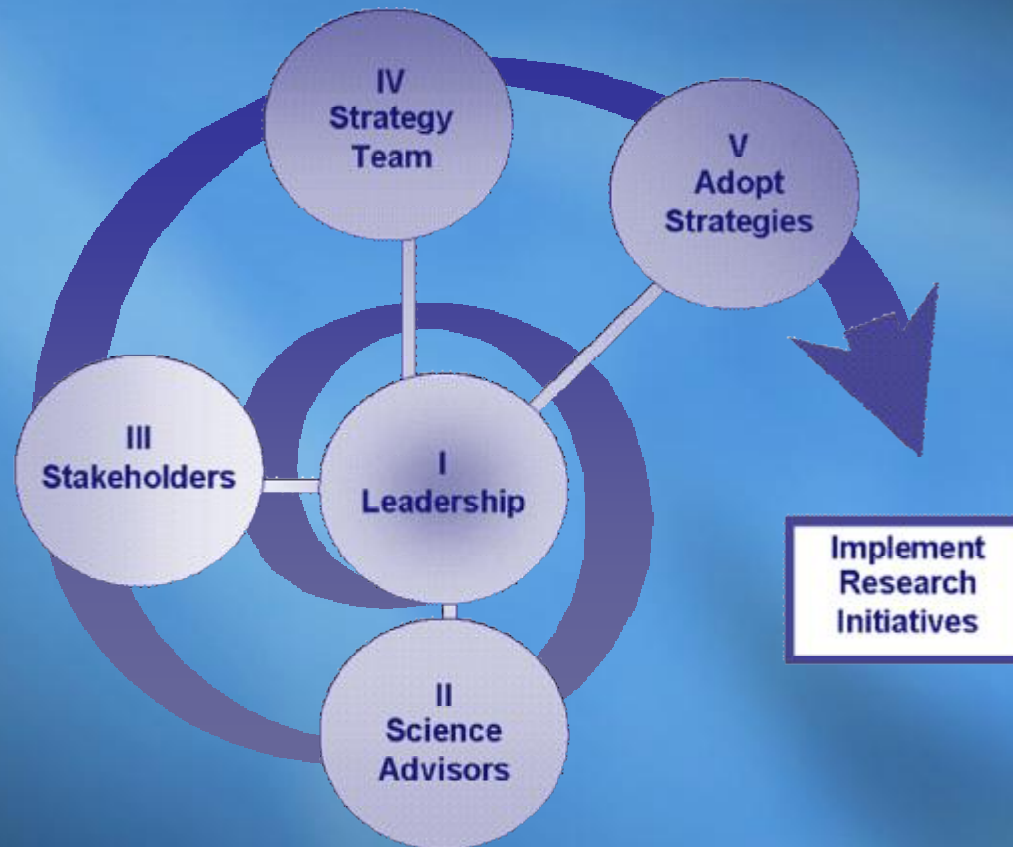 I
Leadership
II
Science
Advisors
III
Stakeholders
IV
Strategy
Team
V
Adopt
Strategies
Implement
Research
Initiatives